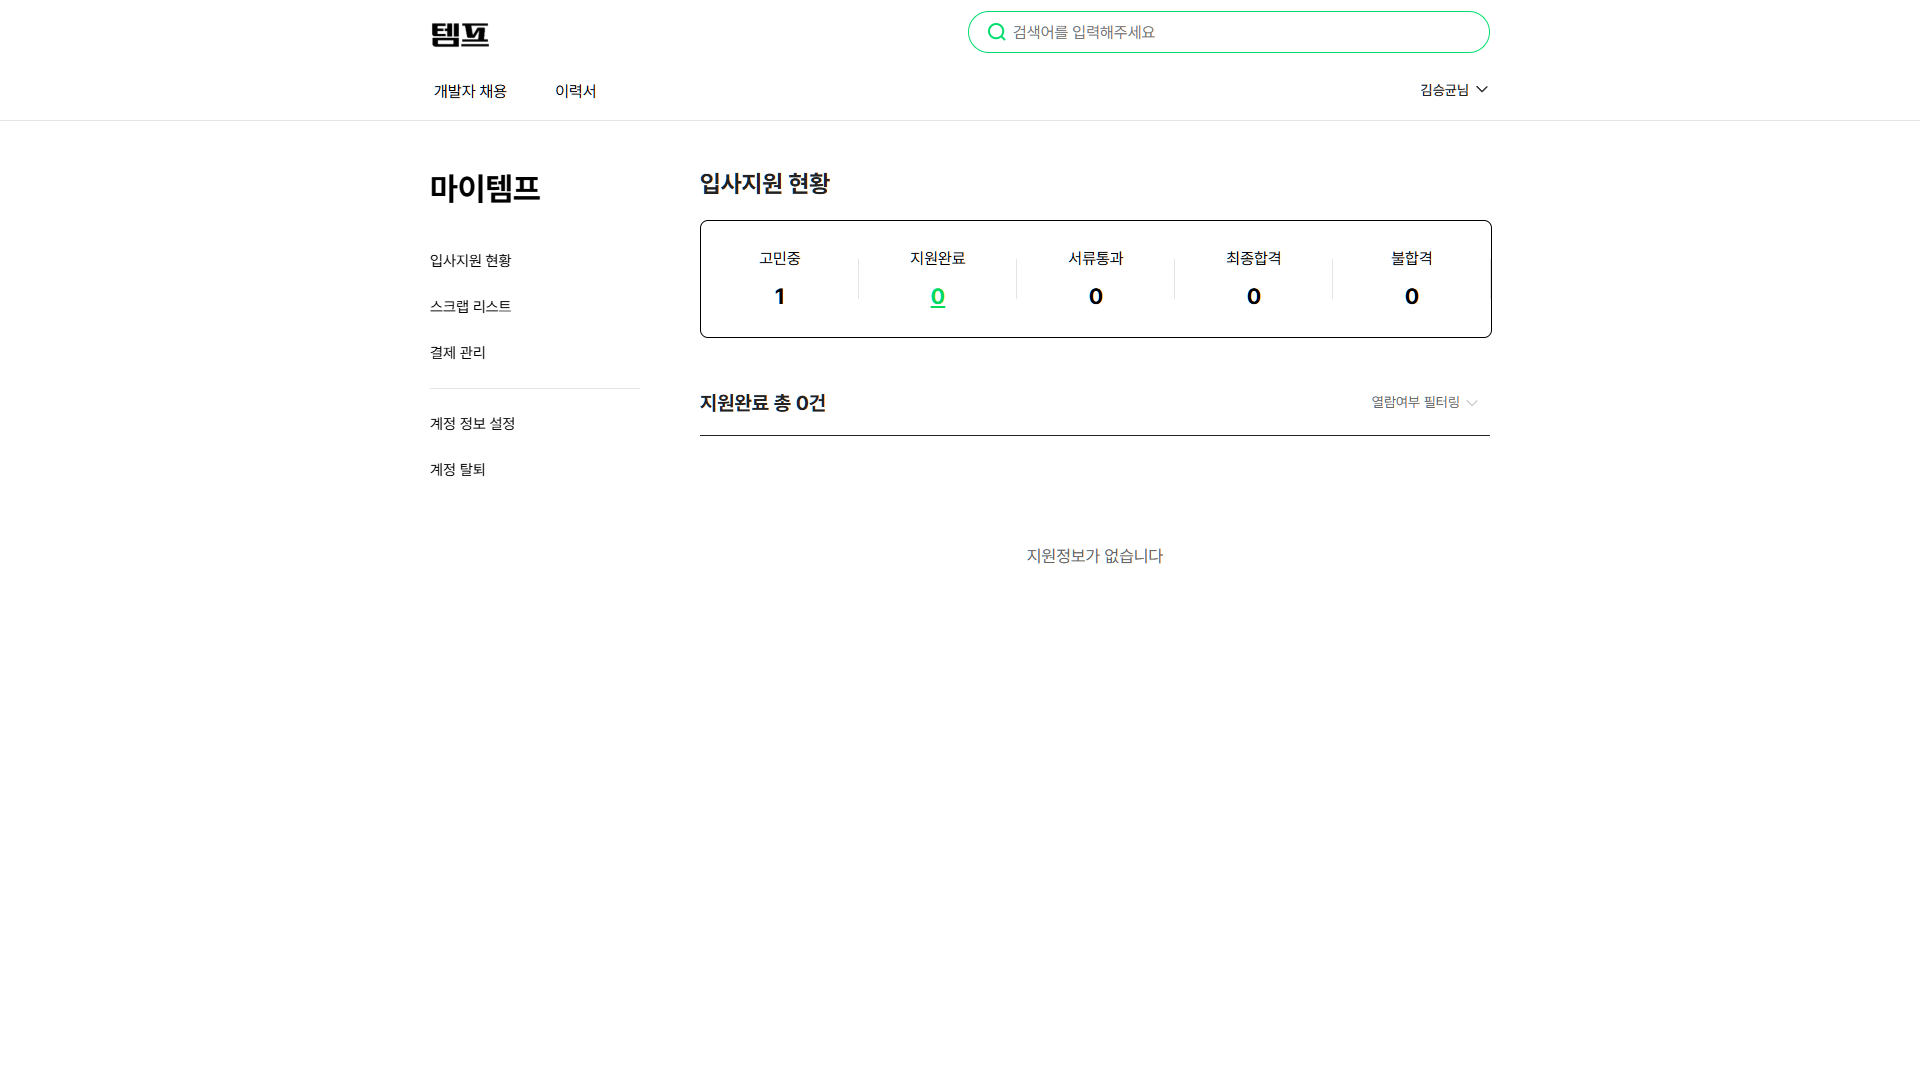 템프
검색어를 입력해주세요
개발자 채용
이력서
김승균님
마이템프
입사지원 현황
스크랩 리스트
결제 관리
계정 정보 설정
계정 탈퇴
입사지원 현황
고민중
1
지원완료
0
서류통과
0
최종합격
0
불합격
0
지원완료 총 0건
열람여부 필터링
지원정보가 없습니다